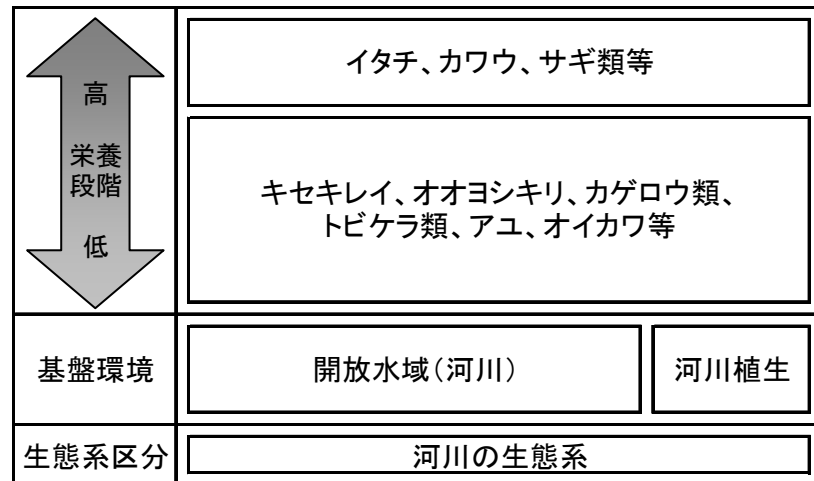 高
栄養
段階
低
イタチ、カワウ、サギ類等
キセキレイ、オオヨシキリ、カゲロウ類、
トビケラ類、アユ、オイカワ等
基盤環境
開放水域（河川）
河川植生
生態系区分
河川の生態系